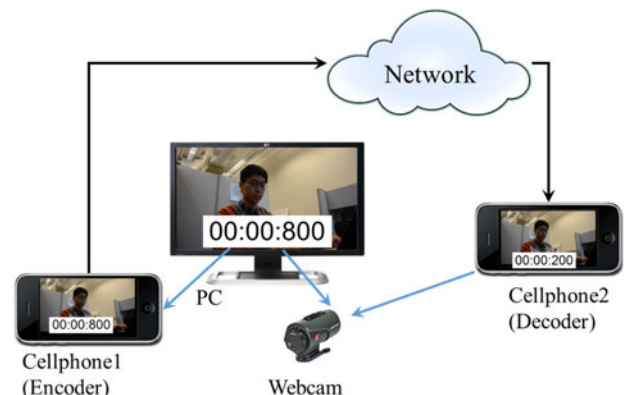 Network
00:00:800
00:00:200
00:00:800
PC
Cellphone2
(Decoder)
Cellphone1
(Encoder)
Webcam